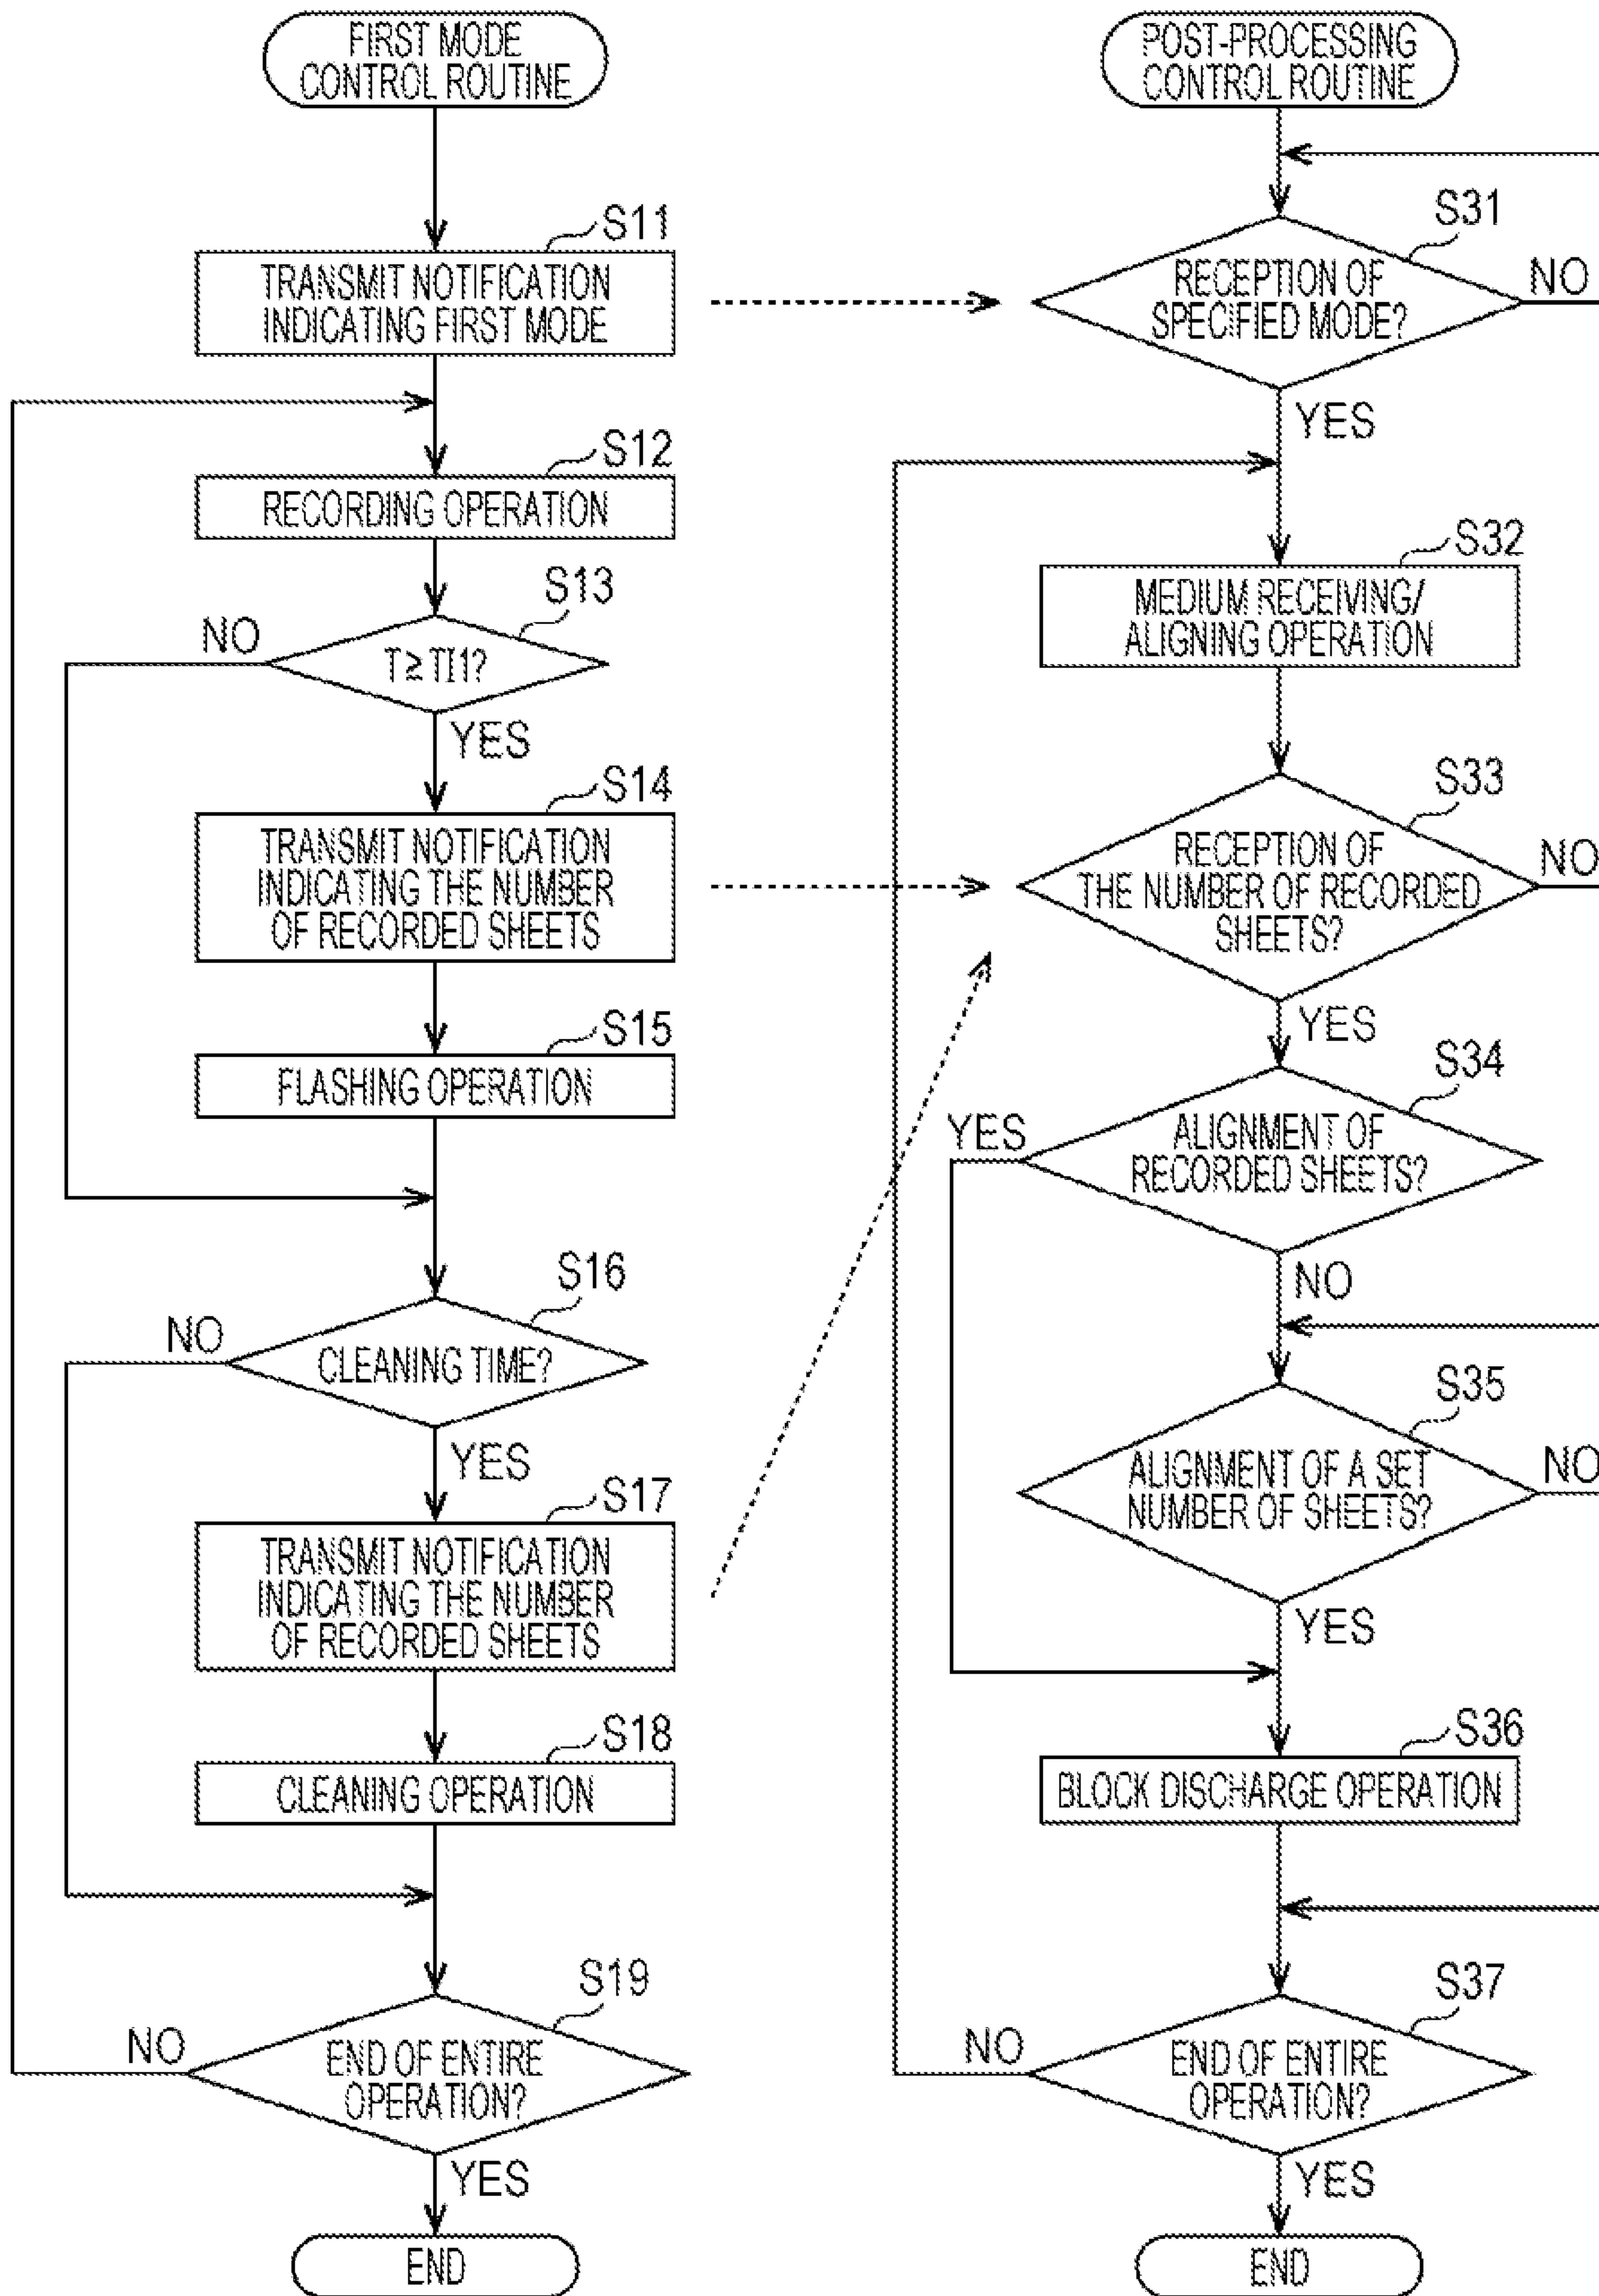 FIRST MODE
CONTROL ROUTINE
S11
TRANSMIT NOTIFICATION
INDICATING FIRST MODE
S12
RECORDING OPERATION
S13
NO
T ≥ TI1?
YES
S14
TRANSMIT NOTIFICATION
INDICATING THE NUMBER
OF RECORDED SHEETS
S15
FLASHING OPERATION
S16
NO
CLEANING TIME?
YES
S17
TRANSMIT NOTIFICATION
INDICATING THE NUMBER
OF RECORDED SHEETS
S18
CLEANING OPERATION
S19
NO
END OF ENTIRE
OPERATION?
YES
END
POST-PROCESSING
CONTROL ROUTINE
S31
RECEPTION OF
SPECIFIED MODE?
NO
YES
S32
MEDIUM RECEIVING/
ALIGNING OPERATION
S33
RECEPTION OF
THE NUMBER OF RECORDED
SHEETS?
NO
YES
S34
YES
ALIGNMENT OF
RECORDED SHEETS?
NO
S35
ALIGNMENT OF A SET
NUMBER OF SHEETS?
NO
YES
S36
BLOCK DISCHARGE OPERATION
S37
NO
END OF ENTIRE
OPERATION?
YES
END